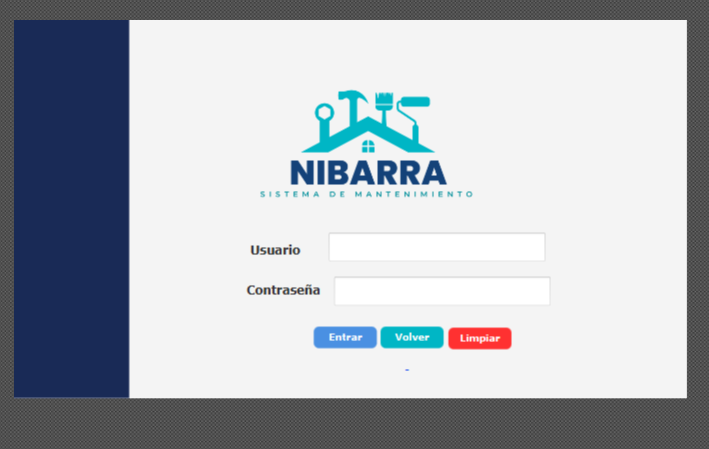 NIBARRA
SISTEMA DE MANTENIMIENTO
Usuario
Contraseña
Entrar Volver Limpiar
-